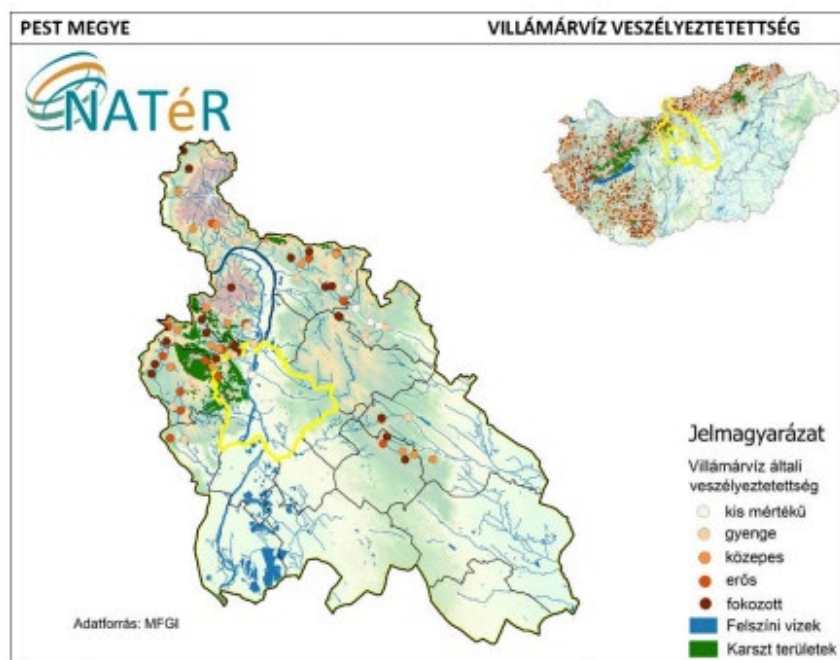 PEST MEGYE
VILLÁMÁRVÍZ VESZÉLYEZTETETTSÉG
NATéR
Jelmagyarázat
Villámárvíz általi
veszélyeztetettség
kis mértékű
gyenge
közepes
erős
fokozott
Felszíni vizek
Karszt területek
Adatforrás: MFGI